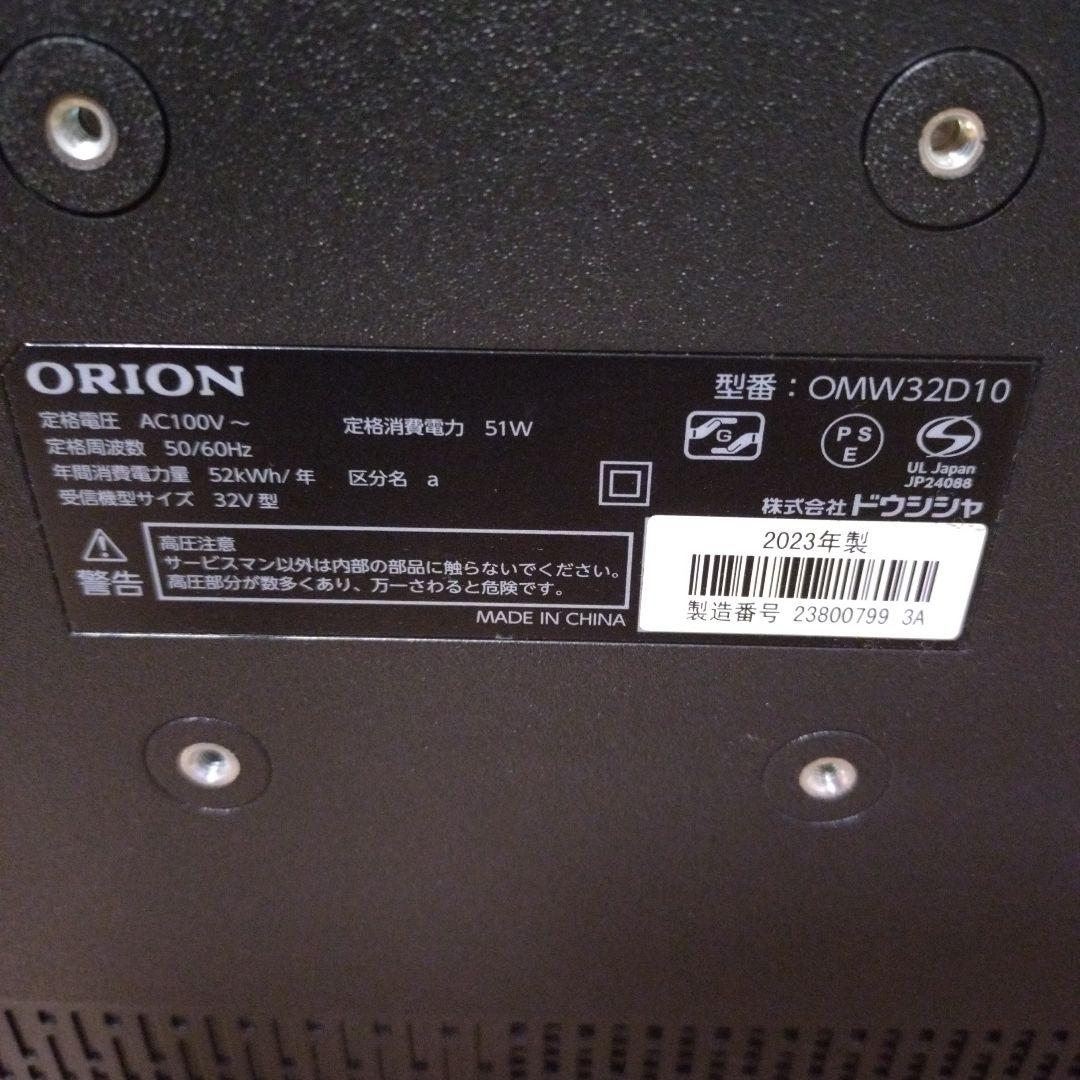 ORION
型番：OMW32D10
定格電圧 AC100V～
定格消費電力 51W
定格周波数 50/60Hz
年間消費電力量 52kWh/年
区分名 a
受信機型サイズ 32V型
G
PS
E
UL Japan
JP24088
株式会社ドウシシャ
警告
高圧注意
サービスマン以外は内部の部品に触らないでください。
高圧部分が数多くあり、万一さわると危険です。
MADE IN CHINA
2023年製
製造番号 23800799 3A